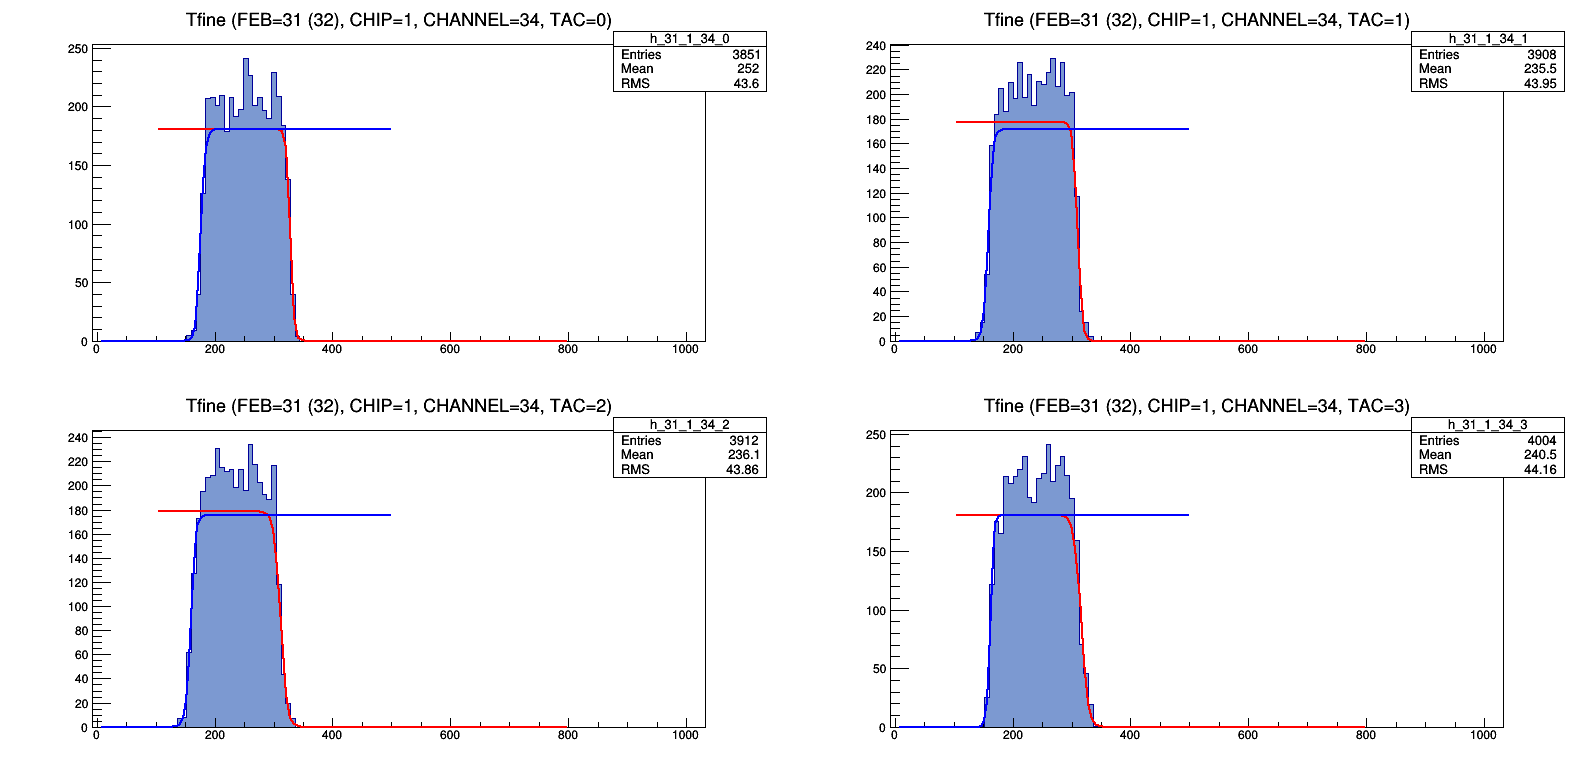 Tfine (FEB=31 (32), CHIP=1, CHANNEL=34, TAC=0)
h_31_1_34_0
Entries 3851
Mean 252
RMS 43.6
250
200
150
100
50
0
0 200 400 600 800 1000
Tfine (FEB=31 (32), CHIP=1, CHANNEL=34, TAC=1)
h_31_1_34_1
Entries 3908
Mean 235.5
RMS 43.95
240
220
200
180
160
140
120
100
80
60
40
20
0
0 200 400 600 800 1000
Tfine (FEB=31 (32), CHIP=1, CHANNEL=34, TAC=2)
h_31_1_34_2
Entries 3912
Mean 236.1
RMS 43.86
240
220
200
180
160
140
120
100
80
60
40
20
0
0 200 400 600 800 1000
Tfine (FEB=31 (32), CHIP=1, CHANNEL=34, TAC=3)
h_31_1_34_3
Entries 4004
Mean 240.5
RMS 44.16
250
200
150
100
50
0
0 200 400 600 800 1000